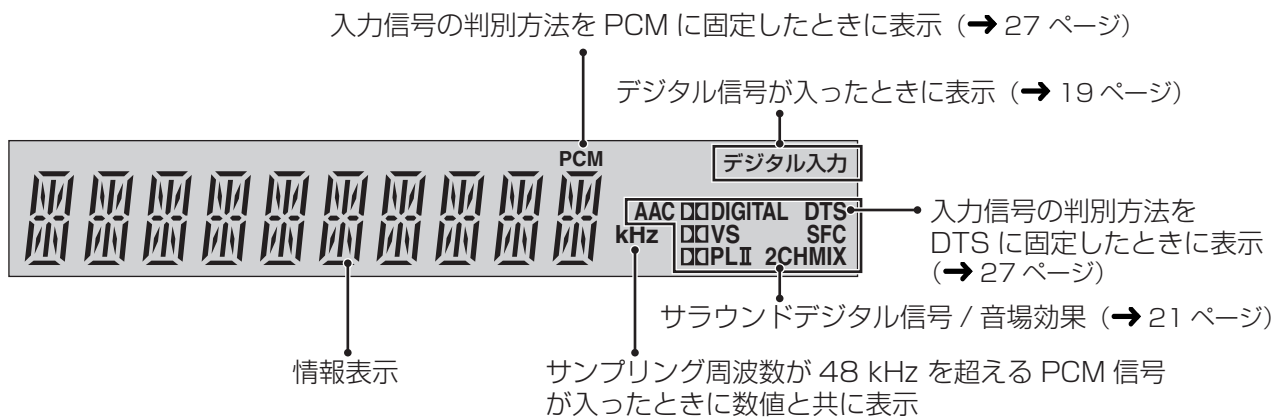 入力信号の判別方法を PCM に固定したときに表示（➜ 27 ページ）
デジタル信号が入ったときに表示（➜ 19 ページ）
PCM
デジタル入力
AAC DIGITAL DTS
kHz VS SFC
PLⅡ 2CHMIX
入力信号の判別方法を
DTS に固定したときに表示
（➜ 27 ページ）
サラウンドデジタル信号 / 音場効果（➜ 21 ページ）
情報表示
サンプリング周波数が 48 kHz を超える PCM 信号
が入ったときに数値と共に表示